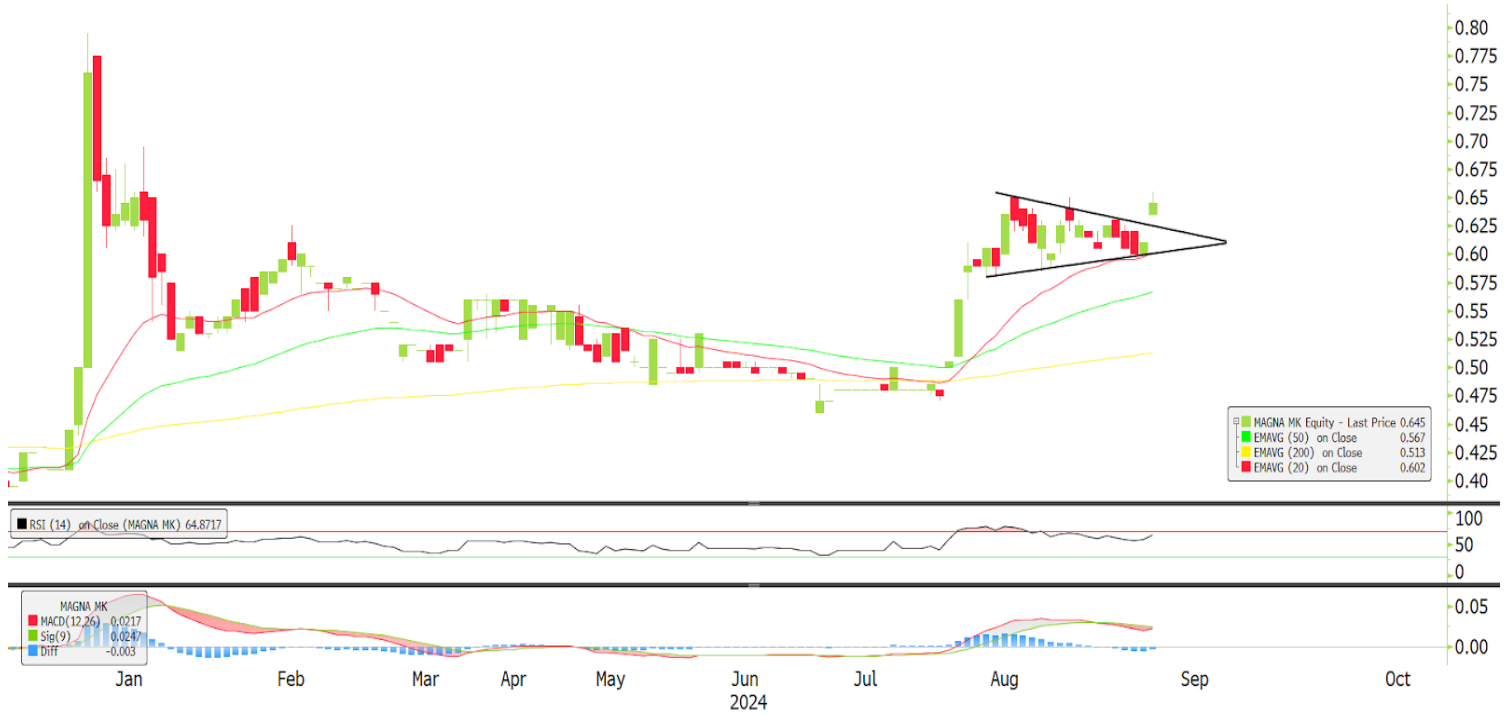 0.80
0.775
0.75
0.725
0.70
0.675
0.65
0.625
0.60
0.575
0.55
0.525
0.50
0.475
0.45
0.425
0.40
MAGNA MK Equity - Last Price 0.645
EMAVG (50) on Close 0.567
EMAVG (200) on Close 0.513
EMAVG (20) on Close 0.602
RSI (14) on Close (MAGNA MK) 64.8717
100
50
0
MAGNA MK
MACD(12,26) 0.0217
Sig(9) 0.0247
Diff -0.003
0.05
0.00
Jan Feb Mar Apr May Jun Jul Aug Sep Oct
2024